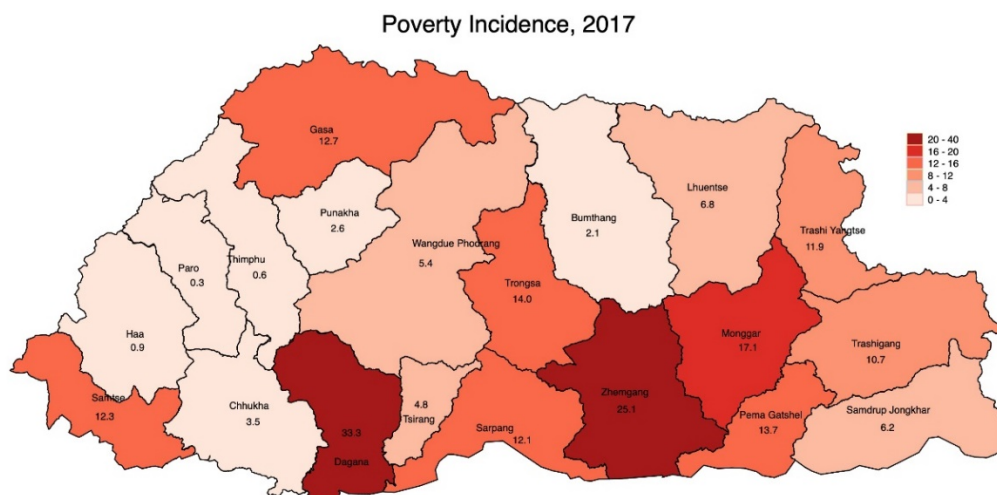 Poverty Incidence, 2017
Gasa
12.7
20 - 40
16 - 20
12 - 16
8 - 12
4 - 8
0 - 4
Lhuentse
6.8
Punakha
2.6
Bumthang
2.1
Trashi Yangtse
11.9
Wangdue Phodrang
5.4
Thimphu
0.6
Paro
0.3
Trongsa
14.0
Haa
0.9
Monggar
17.1
Trashigang
10.7
Samtse
12.3
Chhukha
3.5
33.3
Dagana
4.8
Tsirang
Sarpang
12.1
Zhemgang
25.1
Pema Gatshel
13.7
Samdrup Jongkhar
6.2